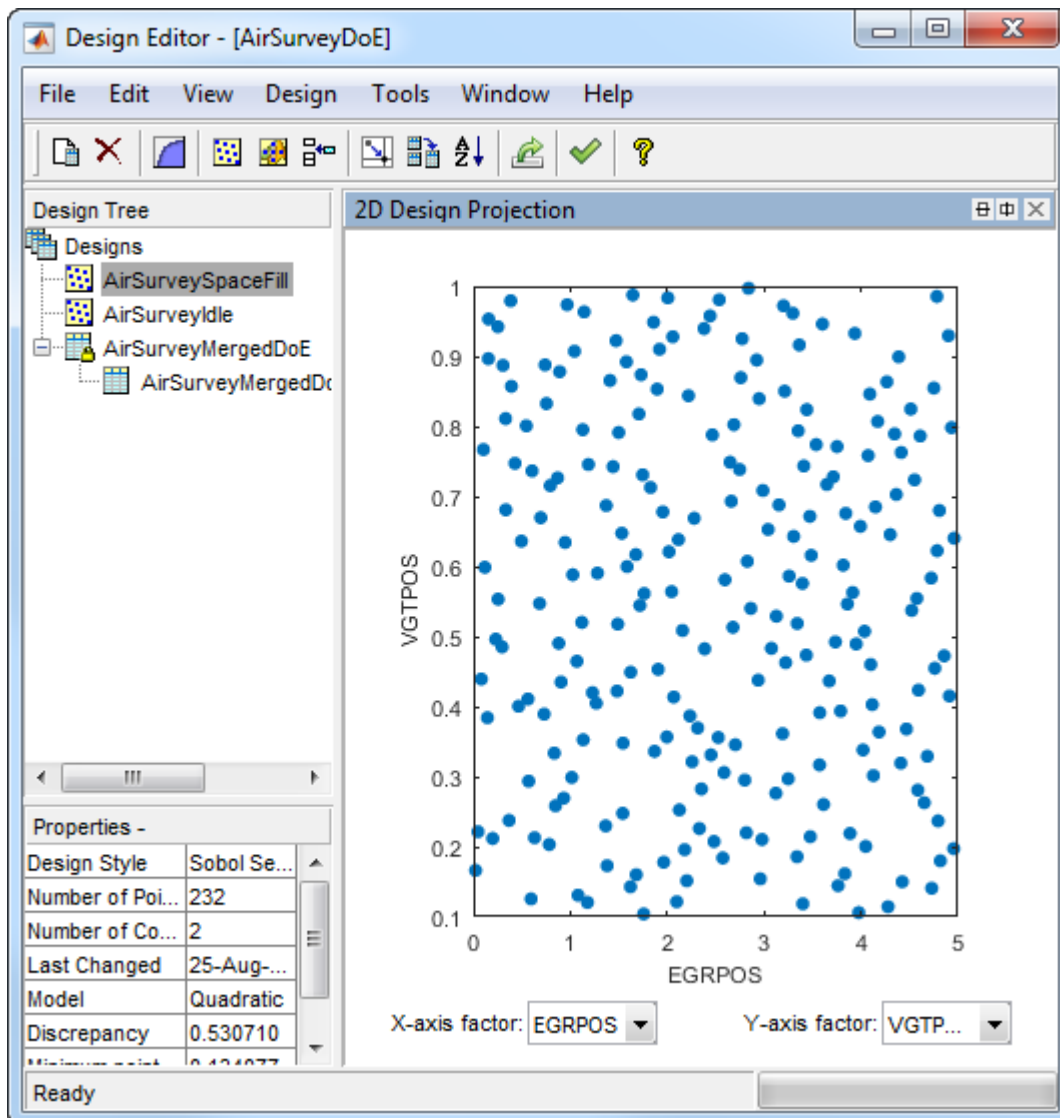 Design Editor - [AirSurveyDoE]
File Edit View Design Tools Window Help
Design Tree
Designs
AirSurveySpaceFill
AirSurveyIdle
AirSurveyMergedDoE
AirSurveyMergedDo
Properties -
Design Style Sobol Se...
Number of Poi... 232
Number of Co... 2
Last Changed 25-Aug-...
Model Quadratic
Discrepancy 0.530710
2D Design Projection
1
0.9
0.8
0.7
0.6
0.5
0.4
0.3
0.2
0.1
VGTPOS
0 1 2 3 4 5
EGRPOS
X-axis factor: EGRPOS Y-axis factor: VGTP...
Ready